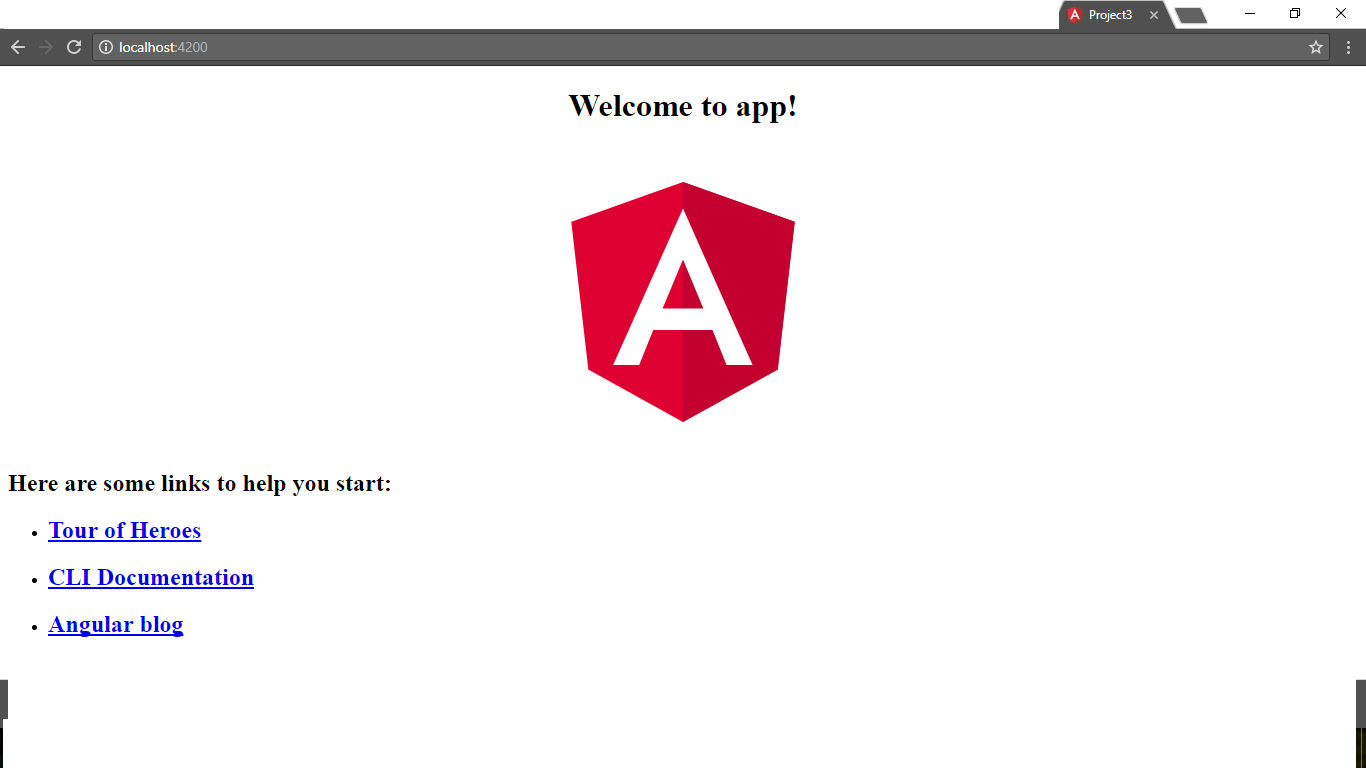 Project3
localhost:4200
Welcome to app!
A
Here are some links to help you start:
Tour of Heroes
CLI Documentation
Angular blog